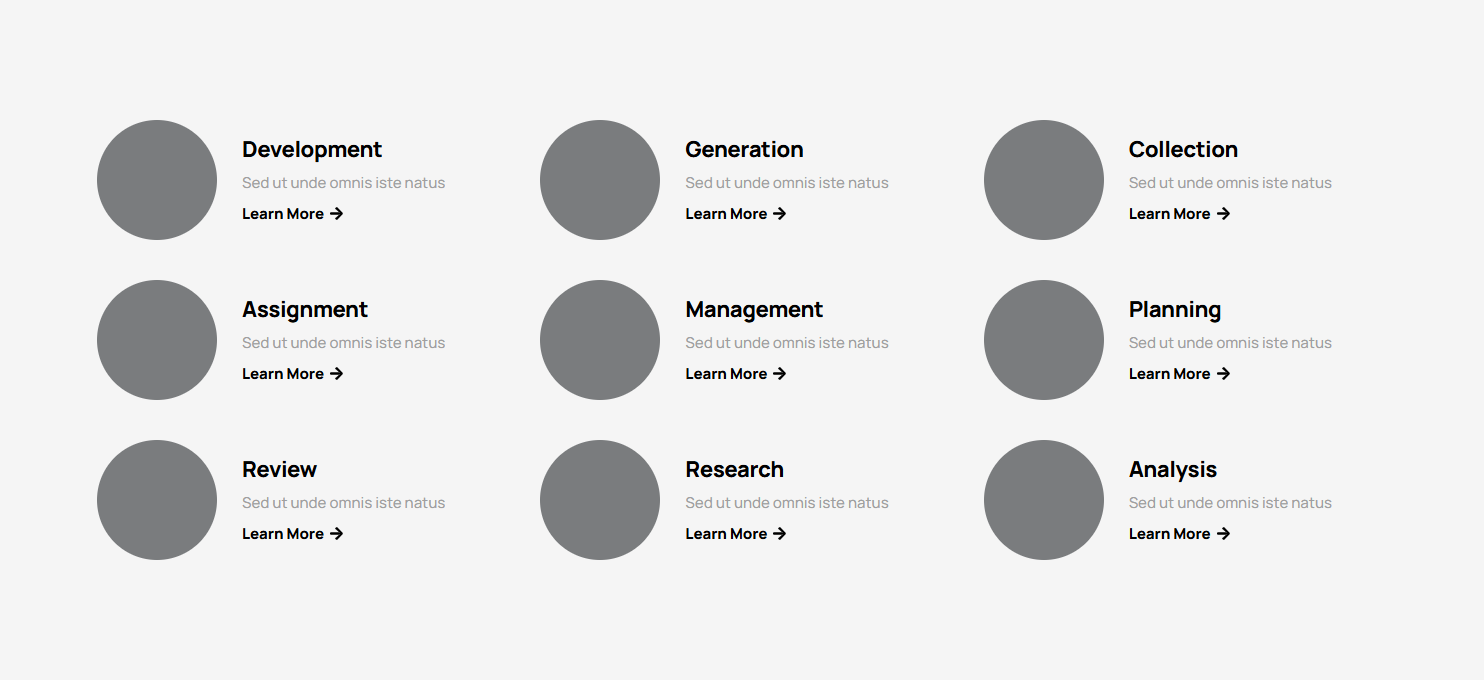 Development
Sed ut unde omnis iste natus
Learn More →
Generation
Sed ut unde omnis iste natus
Learn More →
Collection
Sed ut unde omnis iste natus
Learn More →
Assignment
Sed ut unde omnis iste natus
Learn More →
Management
Sed ut unde omnis iste natus
Learn More →
Planning
Sed ut unde omnis iste natus
Learn More →
Review
Sed ut unde omnis iste natus
Learn More →
Research
Sed ut unde omnis iste natus
Learn More →
Analysis
Sed ut unde omnis iste natus
Learn More →